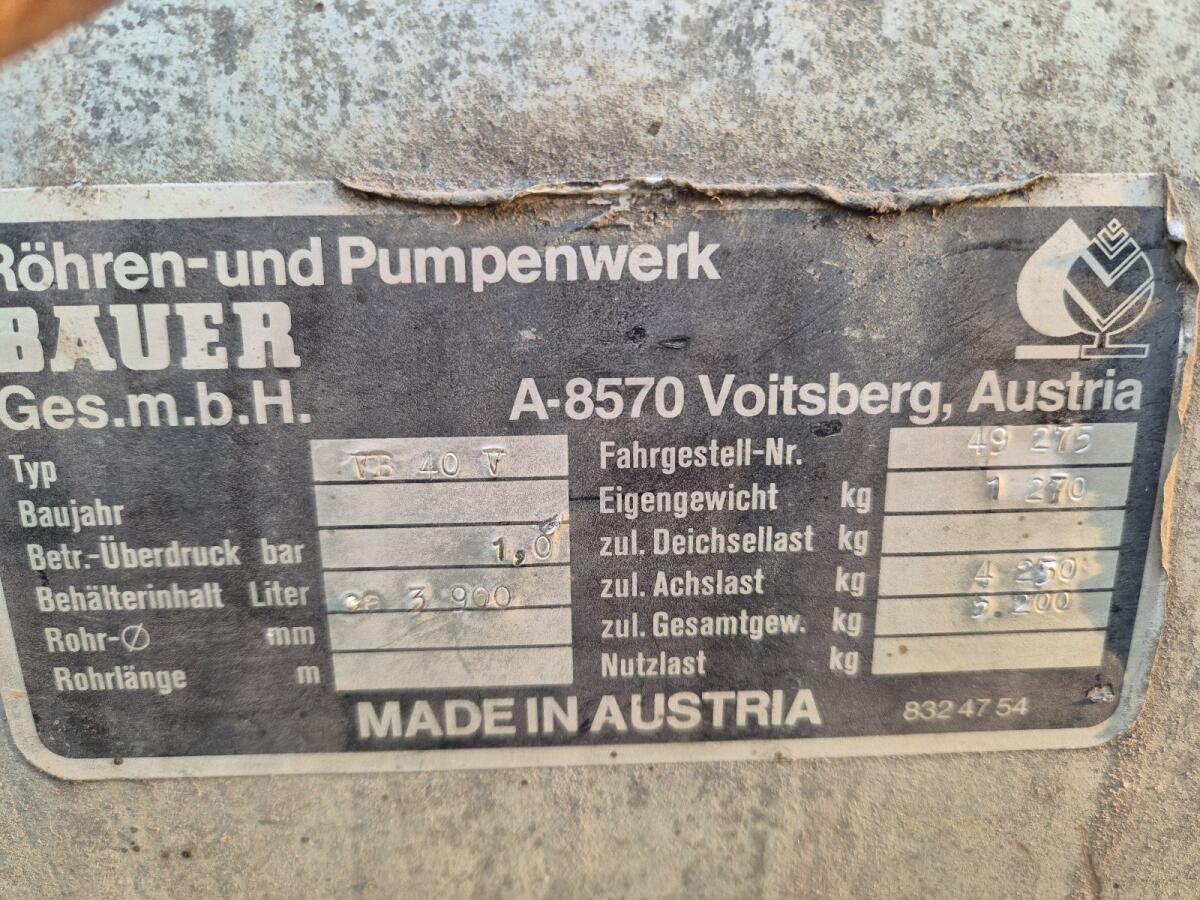 Röhren-und Pumpenwerk
BAUER
Ges.m.b.H.
A-8570 Voitsberg, Austria
Typ VB 40 V
Baujahr
Betr.-Überdruck bar 1,0
Behälterinhalt Liter ca 3 900
Rohr-Ø mm
Rohrlänge m
Fahrgestell-Nr. 49 275
Eigengewicht kg 1 270
zul. Deichsellast kg
zul. Achslast kg 4 250
zul. Gesamtgew. kg 5.200
Nutzlast kg
MADE IN AUSTRIA
832 47 54